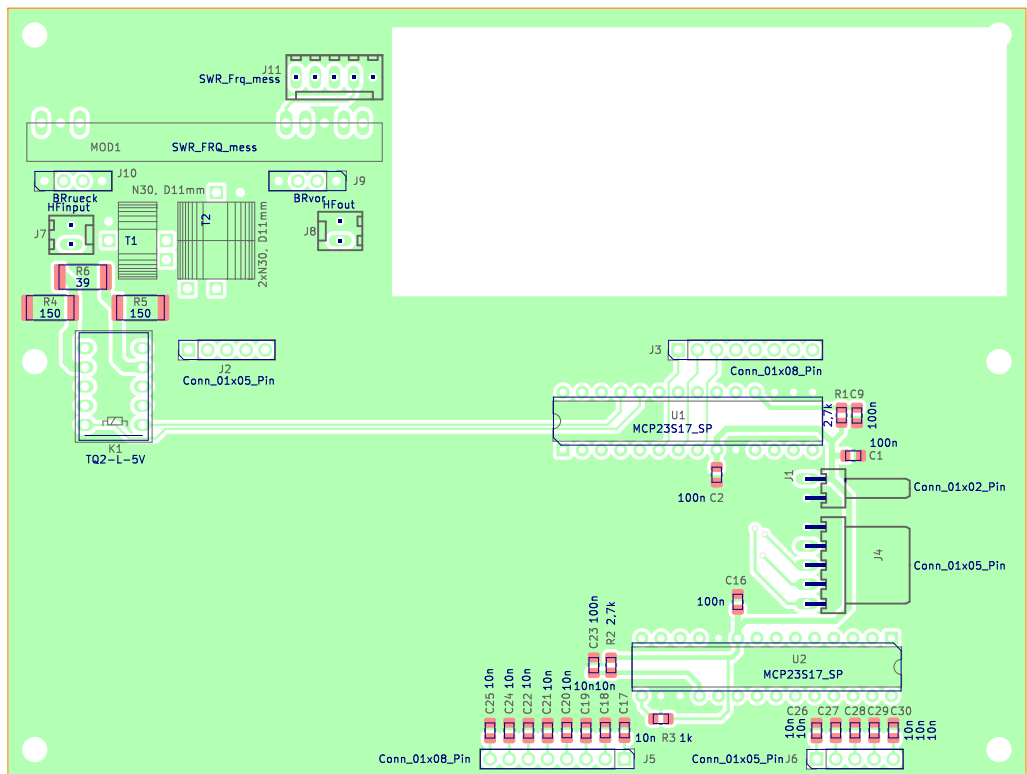 J11
SWR_Frq_mess
MOD1
SWR_FRQ_mess
J10
BRrueck
HFinput
J7
N30, D11mm
T1
T2
2xN30, D11mm
J9
BRvor
HFout
J8
R6
39
R4
150
R5
150
J2
Conn_01x05_Pin
K1
TQ2-L-5V
J3
Conn_01x08_Pin
U1
MCP23S17_SP
R1
C9
2,7k
100n
100n
C1
100n
C2
J1
Conn_01x02_Pin
J4
Conn_01x05_Pin
C16
100n
C23
100n
R2
2,7k
U2
MCP23S17_SP
C25
10n
C24
10n
C22
10n
C21
10n
C20
10n
C19
10n
C18
10n
C17
10n
R3
1k
Conn_01x08_Pin
J5
C26
C27
C28
C29
C30
10n
10n
10n
10n
10n
Conn_01x05_Pin
J6